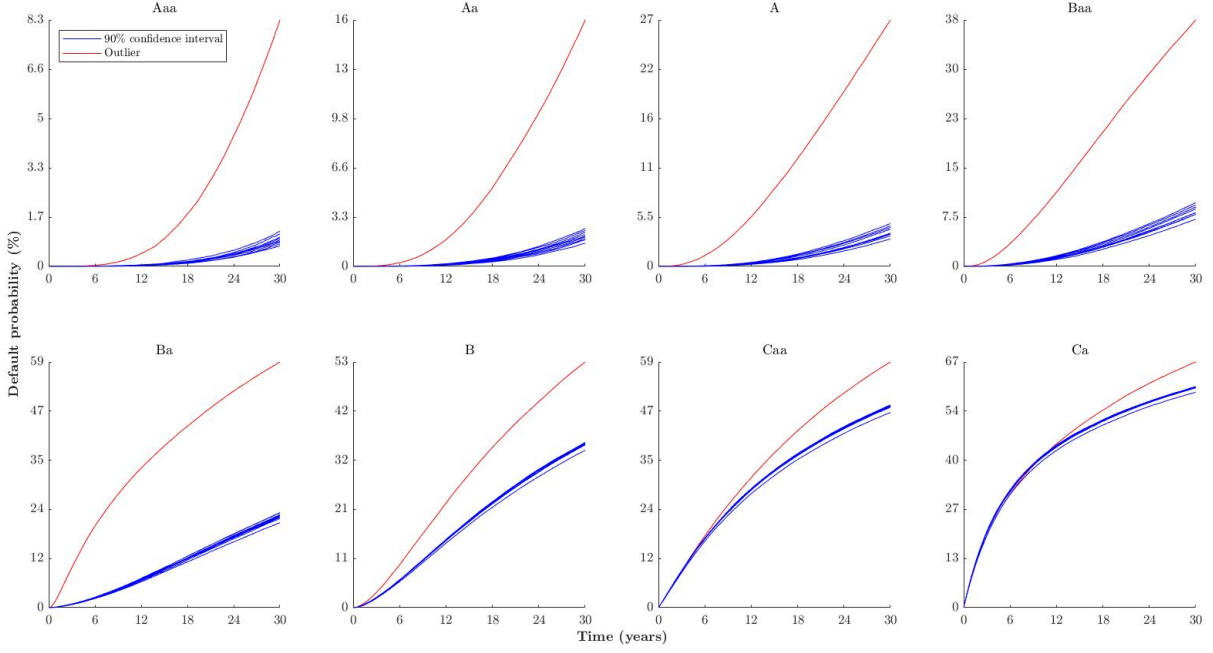 Aaa
Aa
A
Baa
8.3
6.6
5
3.3
1.7
0
90% confidence interval
Outlier
0 6 12 18 24 30
16
13
9.8
6.6
3.3
0
0 6 12 18 24 30
27
22
16
11
5.5
0
0 6 12 18 24 30
38
30
23
15
7.5
0
0 6 12 18 24 30
Default probability (%)
Ba
B
Caa
Ca
59
47
35
24
12
0
0 6 12 18 24 30
53
42
32
21
11
0
0 6 12 18 24 30
59
47
35
24
12
0
0 6 12 18 24 30
67
54
40
27
13
0
0 6 12 18 24 30
Time (years)